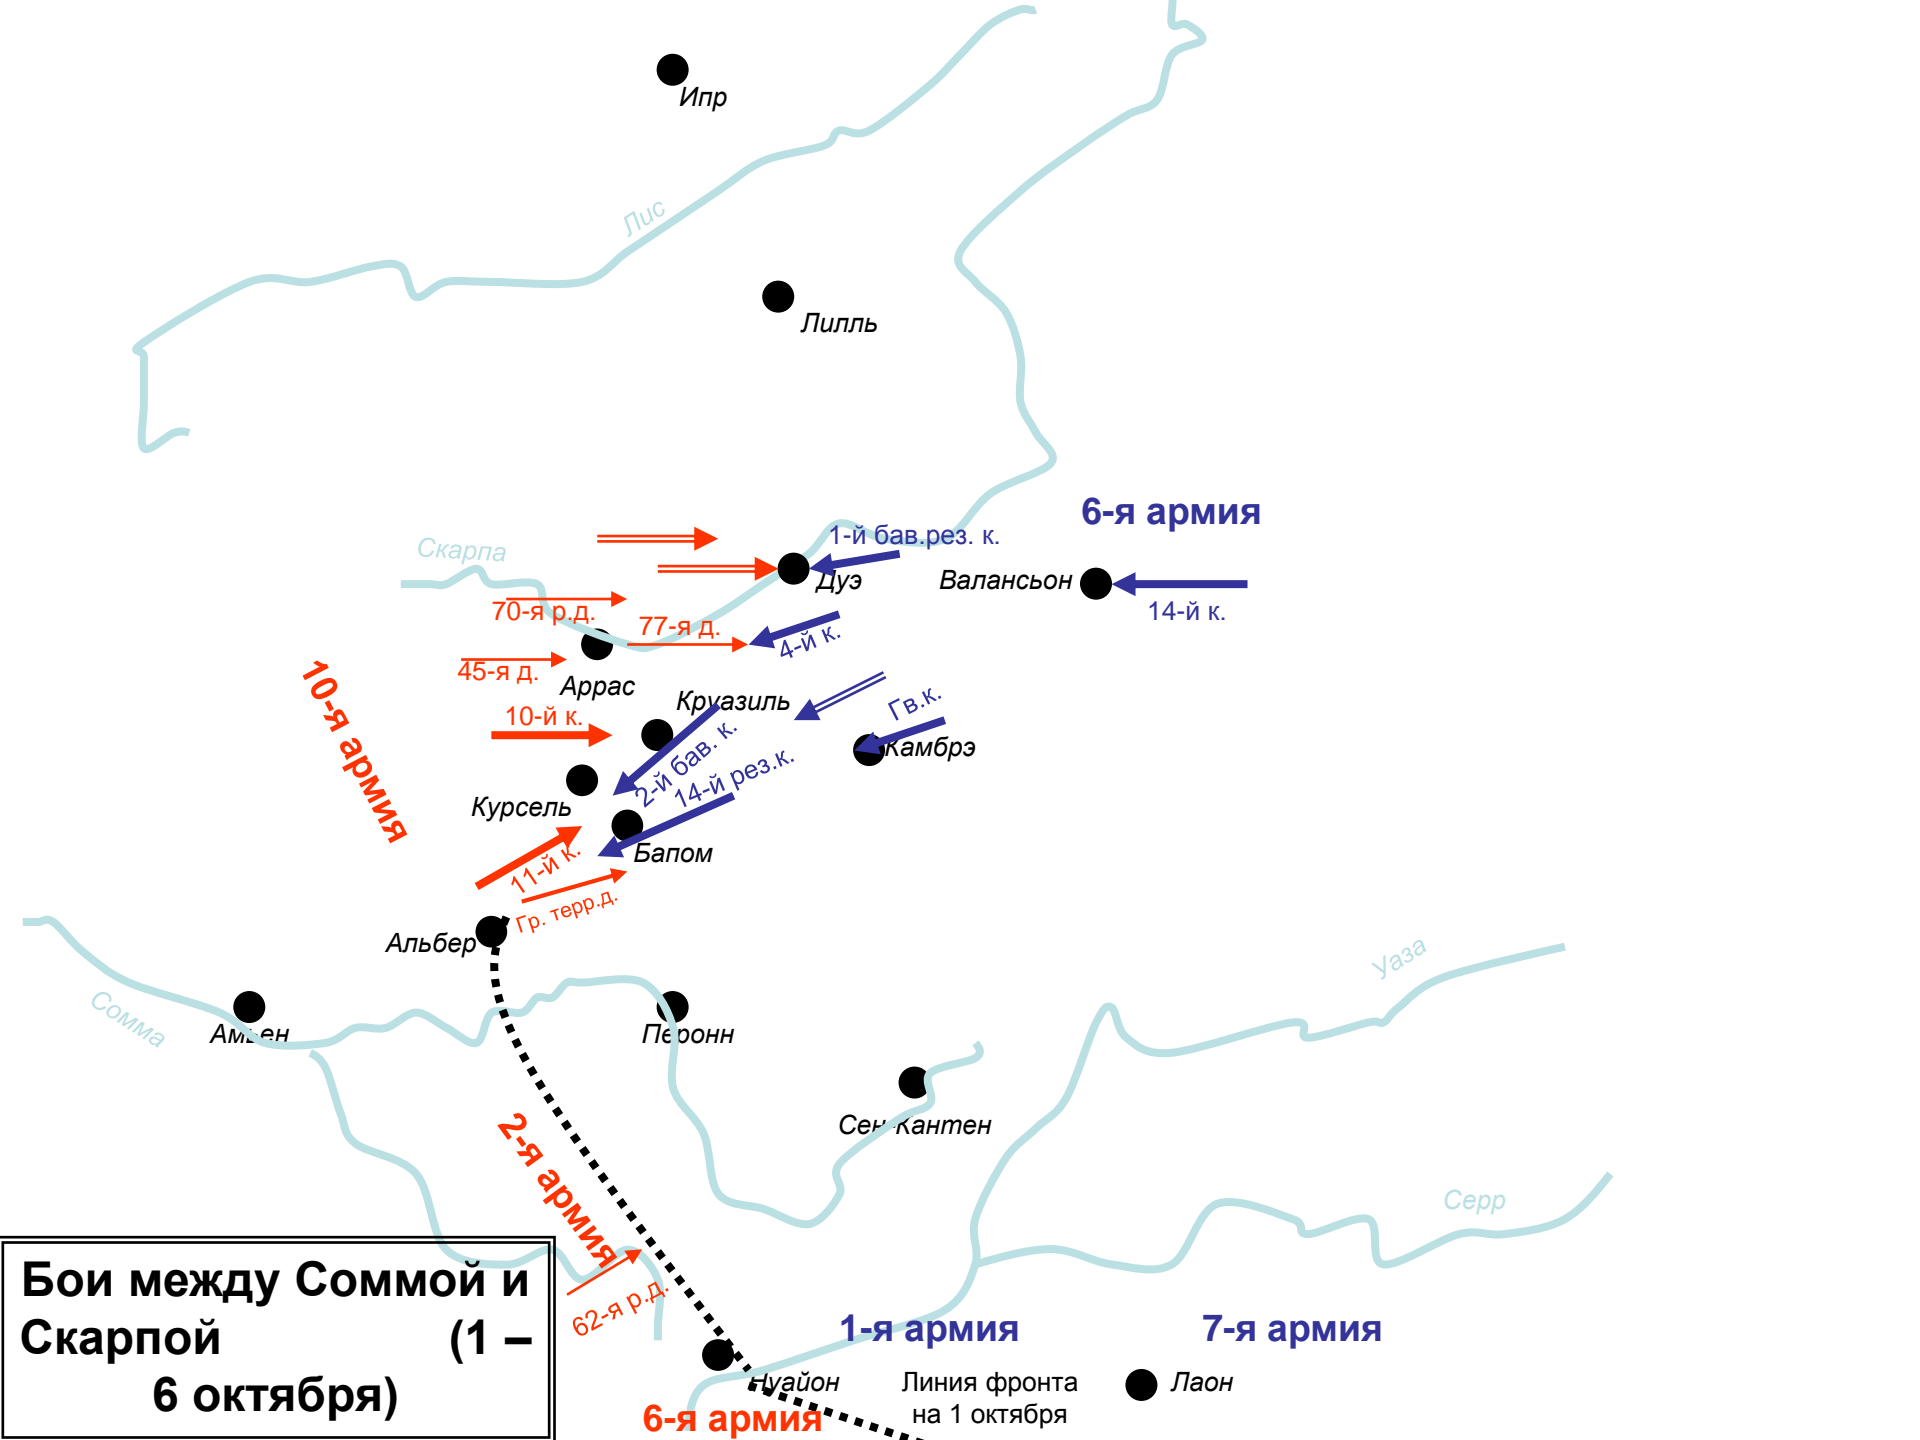 Ипр
Лис
Лилль
6-я армия
1-й бав.рез. к.
Скарпа
Дуэ
Валансьон
14-й к.
70-я р.д.
77-я д.
4-й к.
45-я д.
Аррас
10-я армия
Круазиль
Гв.к.
10-й к.
2-й бав. к.
Камбрэ
14-й рез.к.
Курсель
Бапом
11-й к.
Гр. терр.д.
Альбер
Уаза
Сомма
Амьен
Перонн
Сен-Кантен
2-я армия
Серр
62-я р.д.
Бои между Соммой и
Скарпой (1 –
6 октября)
1-я армия
7-я армия
Нуайон
Линия фронта
на 1 октября
Лаон
6-я армия